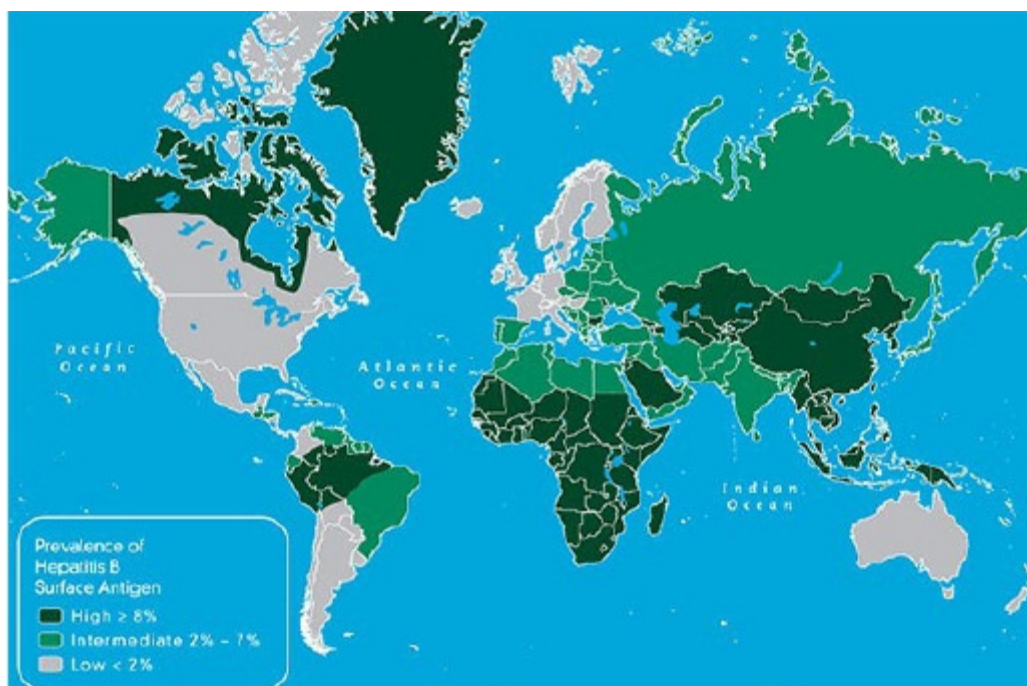 Pacific
Ocean
Atlantic
Ocean
Indian
Ocean
Prevalence of
Hepatitis B
Surface Antigen
High ≥ 8%
Intermediate 2% – 7%
Low < 2%